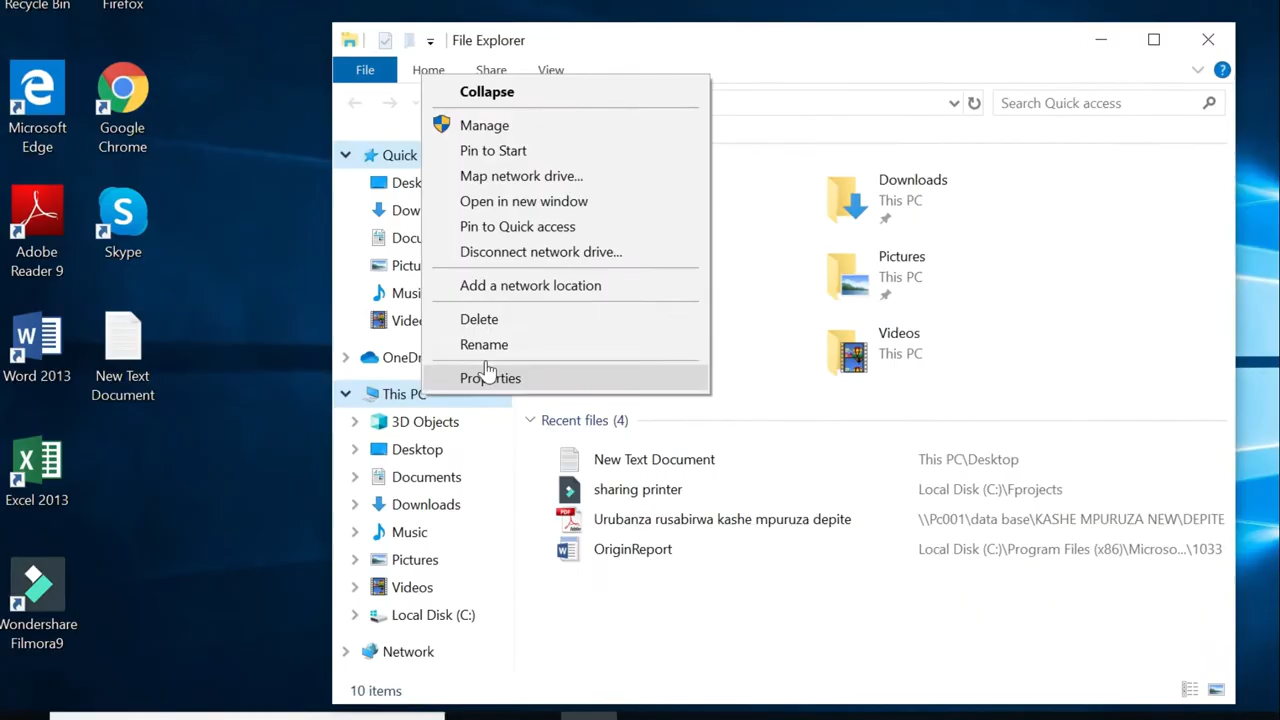 Recycle Bin
Firefox
Microsoft
Edge
Google
Chrome
Adobe
Reader 9
Skype
Word 2013
New Text
Document
Excel 2013
Wondershare
Filmora9
File Explorer
File
Home
Share
View
Search Quick access
Quick
Desk
Dow
Docu
Pictu
Musi
Vide
OneDr
This PC
3D Objects
Desktop
Documents
Downloads
Music
Pictures
Videos
Local Disk (C:)
Network
10 items
Collapse
Manage
Pin to Start
Map network drive...
Open in new window
Pin to Quick access
Disconnect network drive...
Add a network location
Delete
Rename
Properties
Downloads
This PC
Pictures
This PC
Videos
This PC
Recent files (4)
New Text Document This PC\Desktop
sharing printer Local Disk (C:)\Fprojects
Urubanza rusabirwa kashe mpuruza depite \\Pc001\data base\KASHE MPURUZA NEW\DEPITE
OriginReport Local Disk (C:)\Program Files (x86)\Microso...\1033